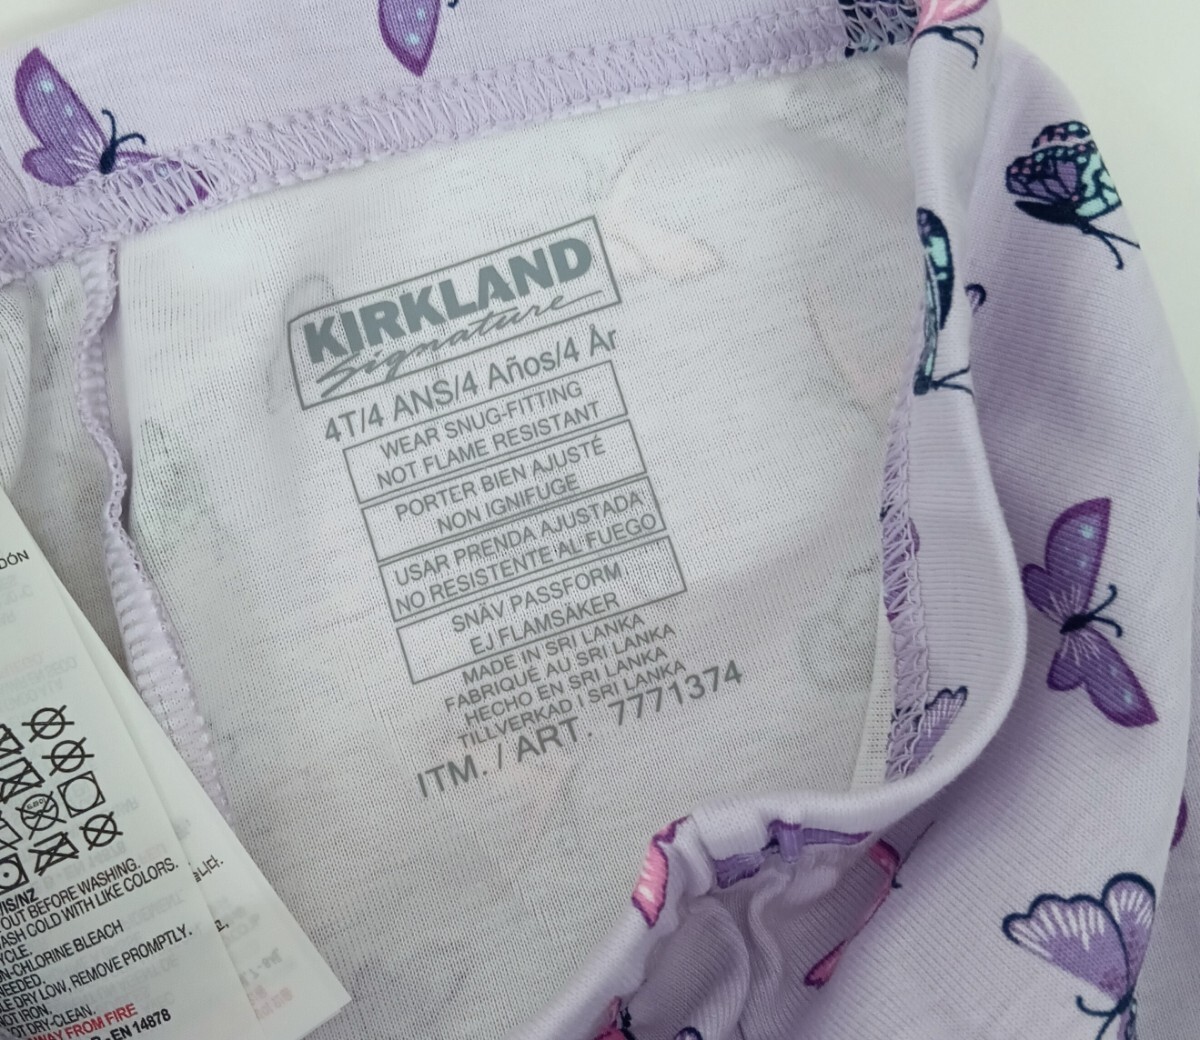 KIRKLAND
Signature
4T/4 ANS/4 Años/4 År
WEAR SNUG-FITTING
NOT FLAME RESISTANT
PORTER BIEN AJUSTÉ
NON IGNIFUGE
USAR PRENDA AJUSTADA
NO RESISTENTE AL FUEGO
SNÄV PASSFORM
EJ FLAMSÄKER
MADE IN SRI LANKA
FABRIQUÉ AU SRI LANKA
HECHO EN SRI LANKA
TILLVERKAD I SRI LANKA
ITM. / ART. 7771374
OUT BEFORE WASHING.
COLD WITH LIKE COLORS.
CHLORINE BLEACH
DRY LOW, REMOVE PROMPTLY.
IRON.
DRY-CLEAN.
AWAY FROM FIRE
EN 14878